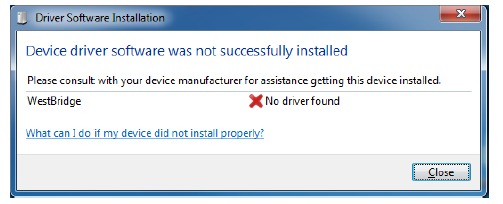 Driver Software Installation
Device driver software was not successfully installed
Please consult with your device manufacturer for assistance getting this device installed.
WestBridge No driver found
What can I do if my device did not install properly?
Close